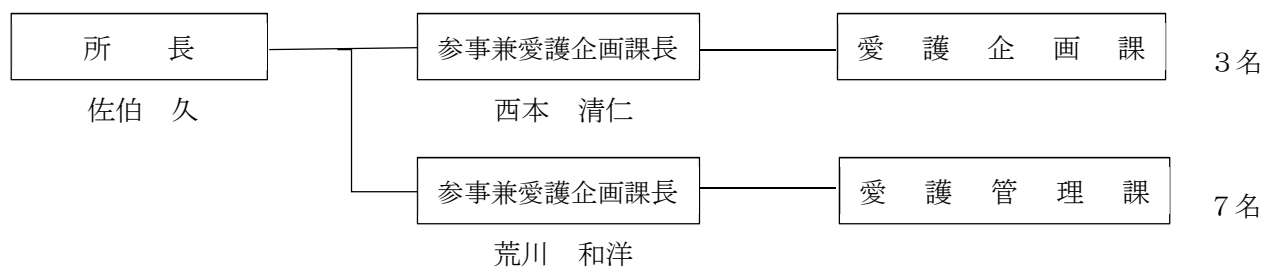 所　長
参事兼愛護企画課長
愛　護　企　画　課
3名
佐伯　久
西本　清仁
参事兼愛護企画課長
愛　護　管　理　課
7名
荒川　和洋